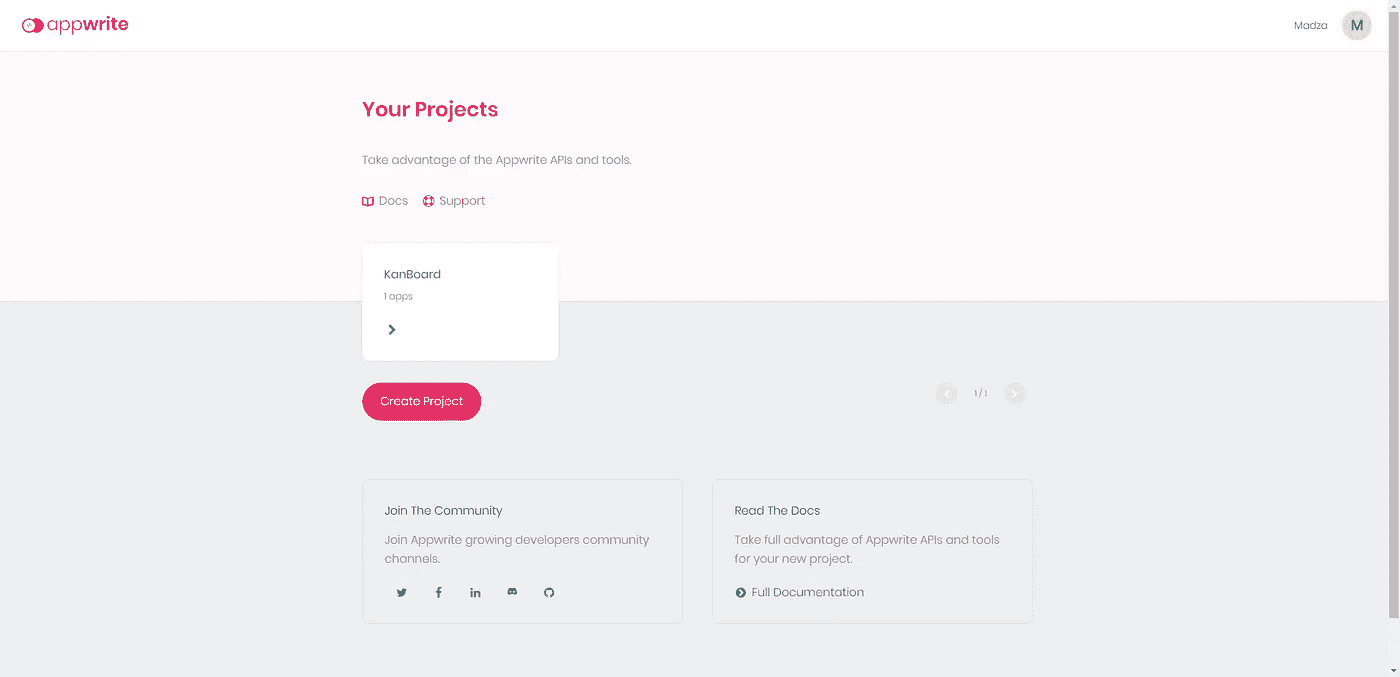 appwrite
Madza
M
Your Projects
Take advantage of the Appwrite APIs and tools.
Docs
Support
KanBoard
1 apps
Create Project
1 / 1
Join The Community
Join Appwrite growing developers community
channels.
Read The Docs
Take full advantage of Appwrite APIs and tools
for your new project.
Full Documentation